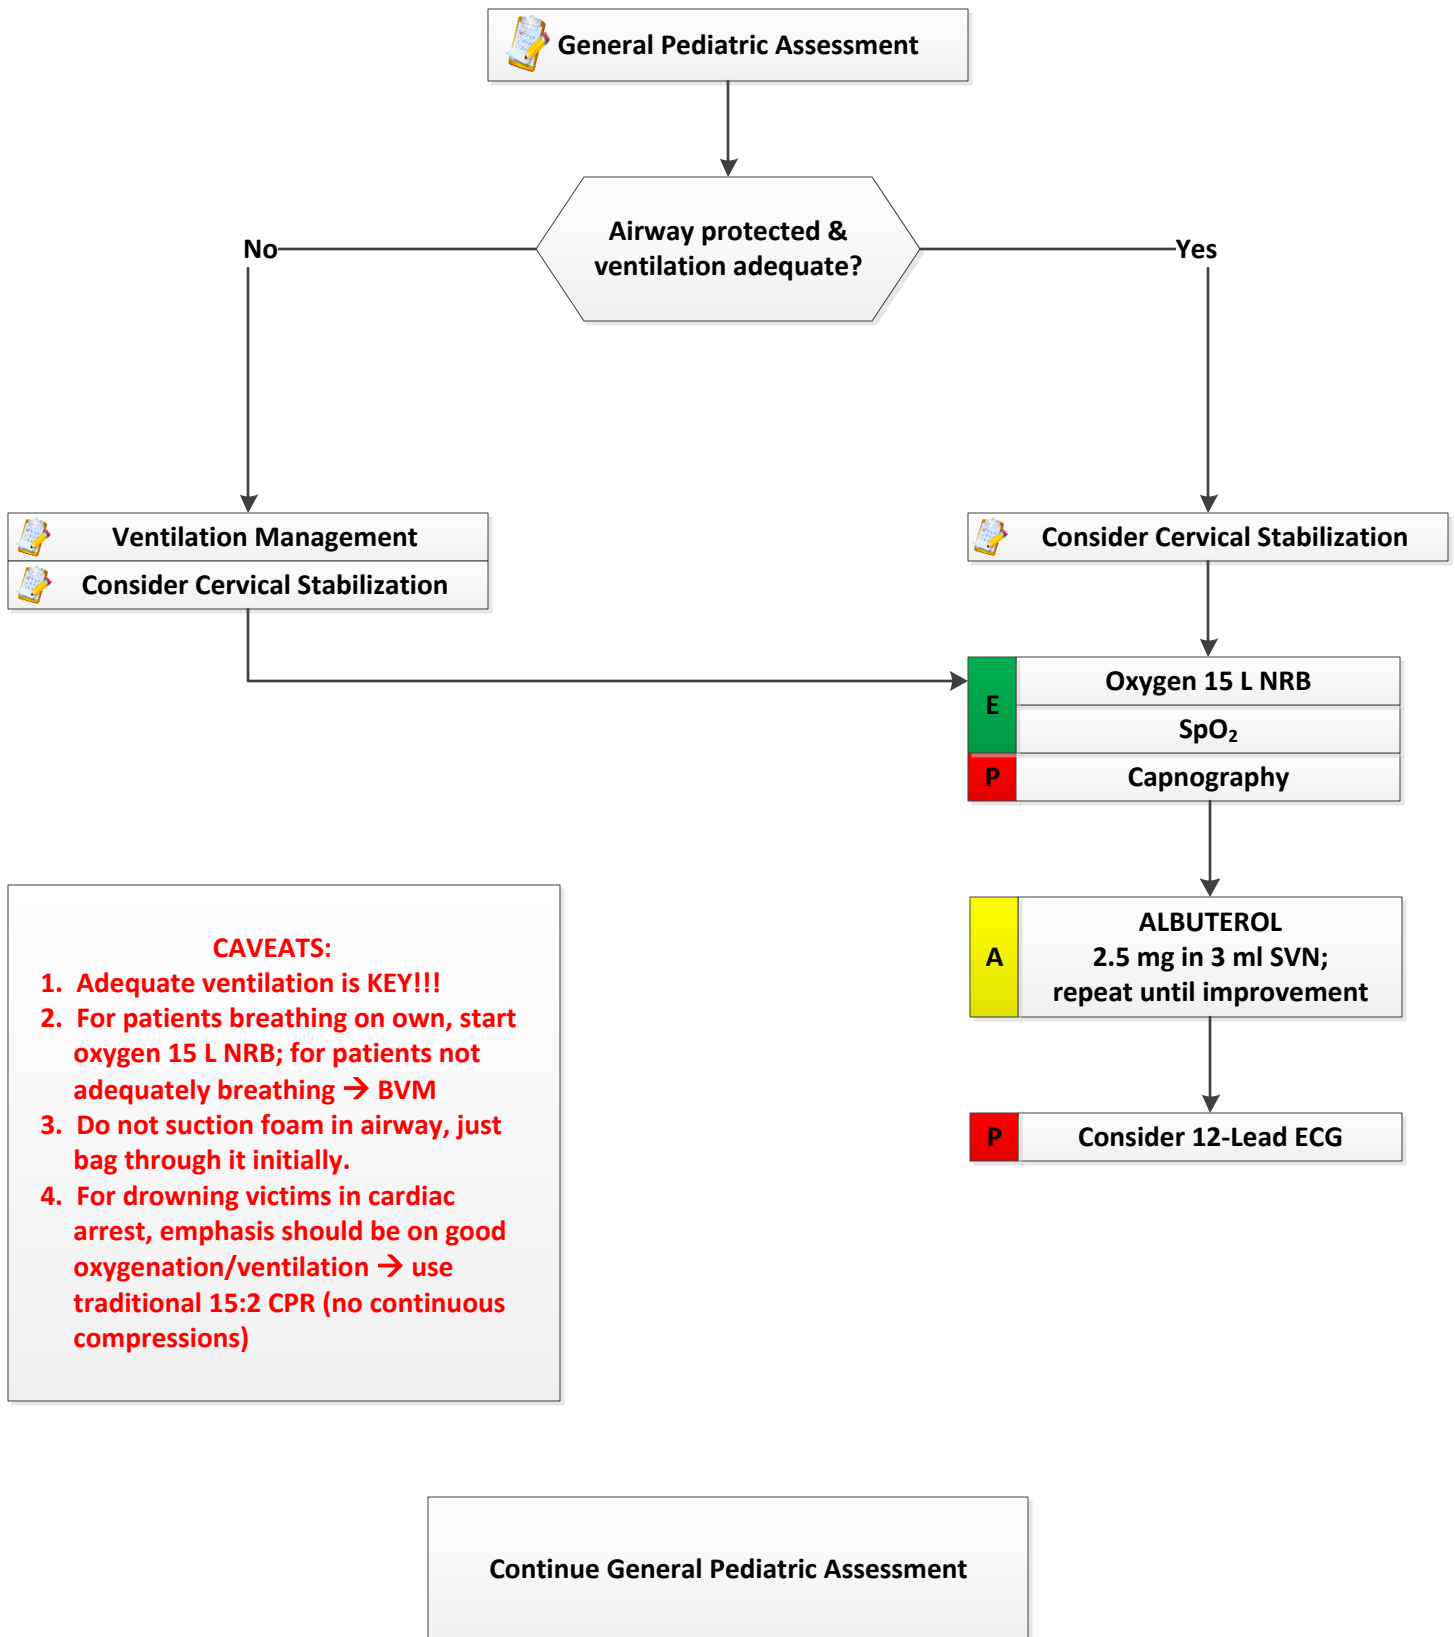 General Pediatric Assessment
Airway protected &
ventilation adequate?
No
Yes
Ventilation Management
Consider Cervical Stabilization
Consider Cervical Stabilization
E
Oxygen 15 L NRB
SpO₂
P
Capnography
A
ALBUTEROL
2.5 mg in 3 ml SVN;
repeat until improvement
P
Consider 12-Lead ECG
CAVEATS:
1. Adequate ventilation is KEY!!!
2. For patients breathing on own, start
oxygen 15 L NRB; for patients not
adequately breathing → BVM
3. Do not suction foam in airway, just
bag through it initially.
4. For drowning victims in cardiac
arrest, emphasis should be on good
oxygenation/ventilation → use
traditional 15:2 CPR (no continuous
compressions)
Continue General Pediatric Assessment